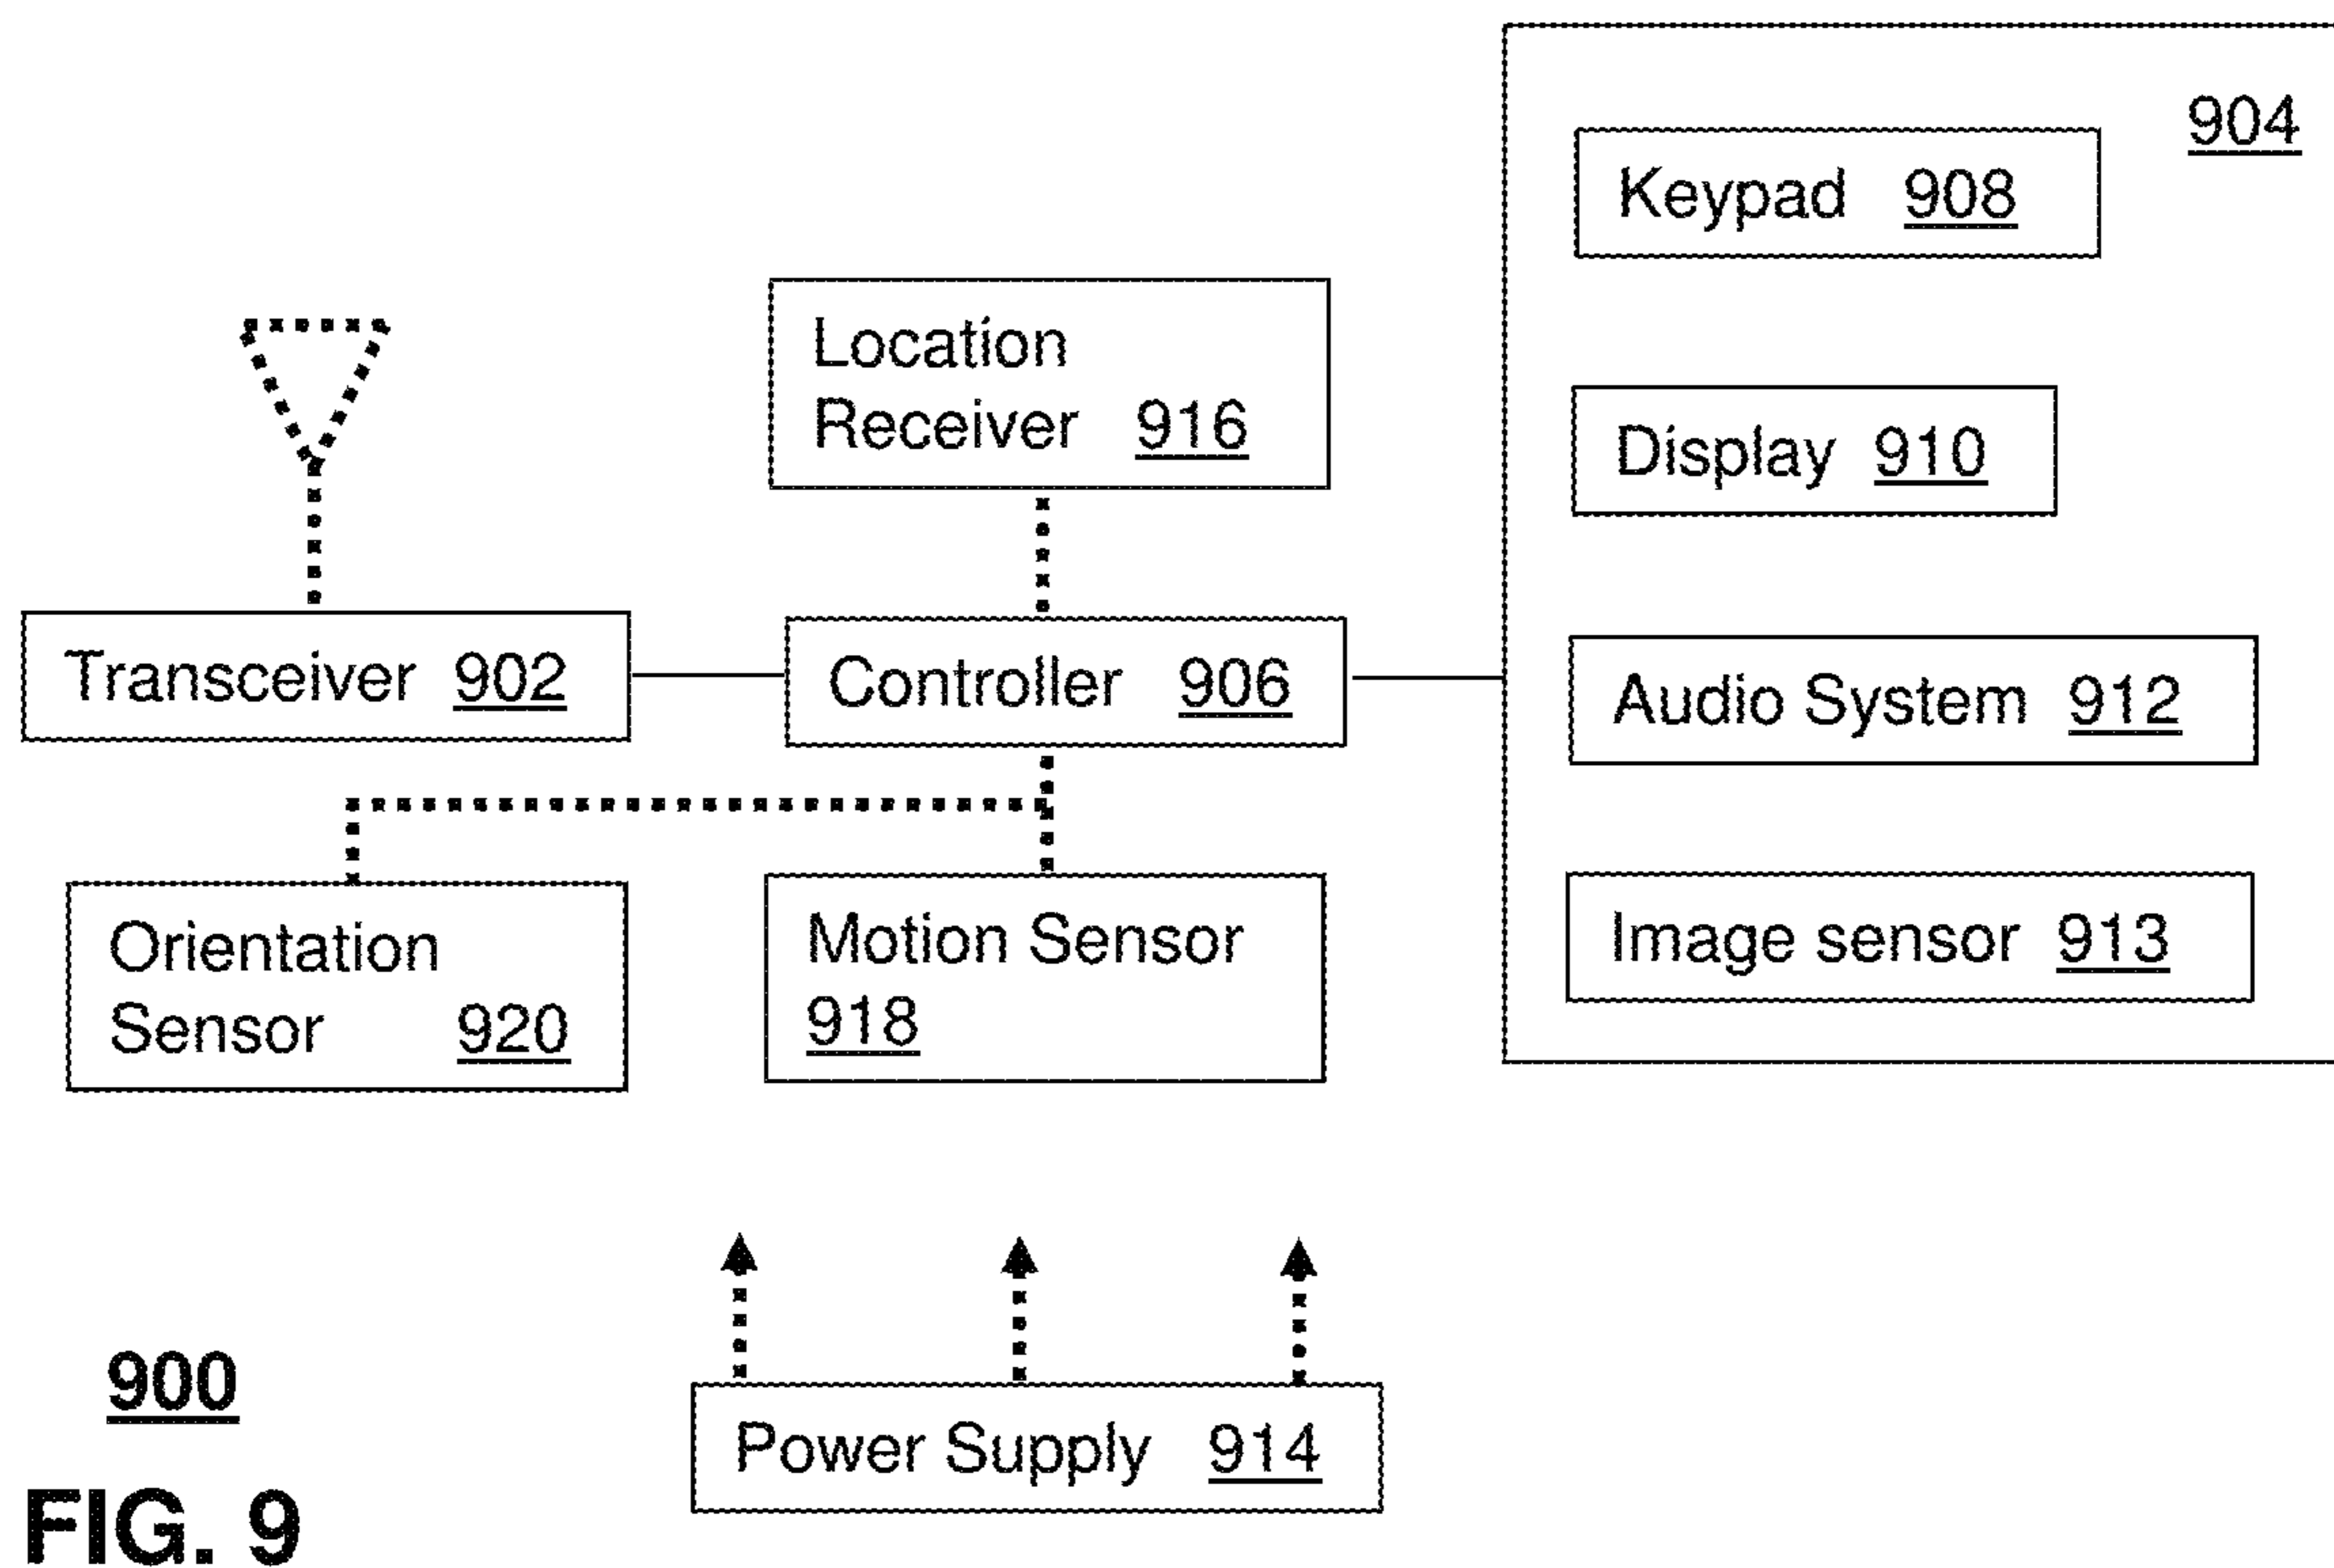 904
Keypad 908
Location
Receiver 916
Display 910
Transceiver 902
Controller 906
Audio System 912
Orientation
Sensor 920
Motion Sensor
918
Image sensor 913
900
Power Supply 914
FIG. 9